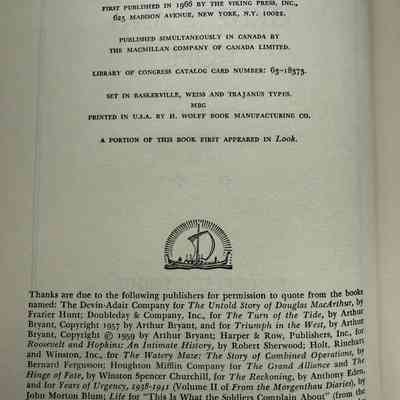 FIRST PUBLISHED IN 1966 BY THE VIKING PRESS, INC.,
625 MADISON AVENUE, NEW YORK, N.Y. 10022.
PUBLISHED SIMULTANEOUSLY IN CANADA BY
THE MACMILLAN COMPANY OF CANADA LIMITED.
LIBRARY OF CONGRESS CATALOG CARD NUMBER: 63-18373.
SET IN BASKERVILLE, WEISS AND TRAJANUS TYPES.
MBG
PRINTED IN U.S.A. BY H. WOLFF BOOK MANUFACTURING CO.
A PORTION OF THIS BOOK FIRST APPEARED IN Look.
Thanks are due to the following publishers for permission to quote from the books
named: The Devin-Adair Company for The Untold Story of Douglas MacArthur, by
Frazier Hunt; Doubleday & Company, Inc., for The Turn of the Tide, by Arthur
Bryant, Copyright 1957 by Arthur Bryant, and for Triumph in the West, by Arthur
Bryant, Copyright © 1959 by Arthur Bryant; Harper & Row, Publishers, Inc., for
Roosevelt and Hopkins: An Intimate History, by Robert Sherwood; Holt, Rinehart
and Winston, Inc., for The Watery Maze: The Story of Combined Operations, by
Bernard Fergusson; Houghton Mifflin Company for The Grand Alliance and The
Hinge of Fate, by Winston Spencer Churchill, for The Reckoning, by Anthony Eden,
and for Years of Urgency, 1938-1941 (Volume II of From the Morgenthau Diaries), by
John Morton Blum; Life for "This Is What the Soldiers Complain About" (from the